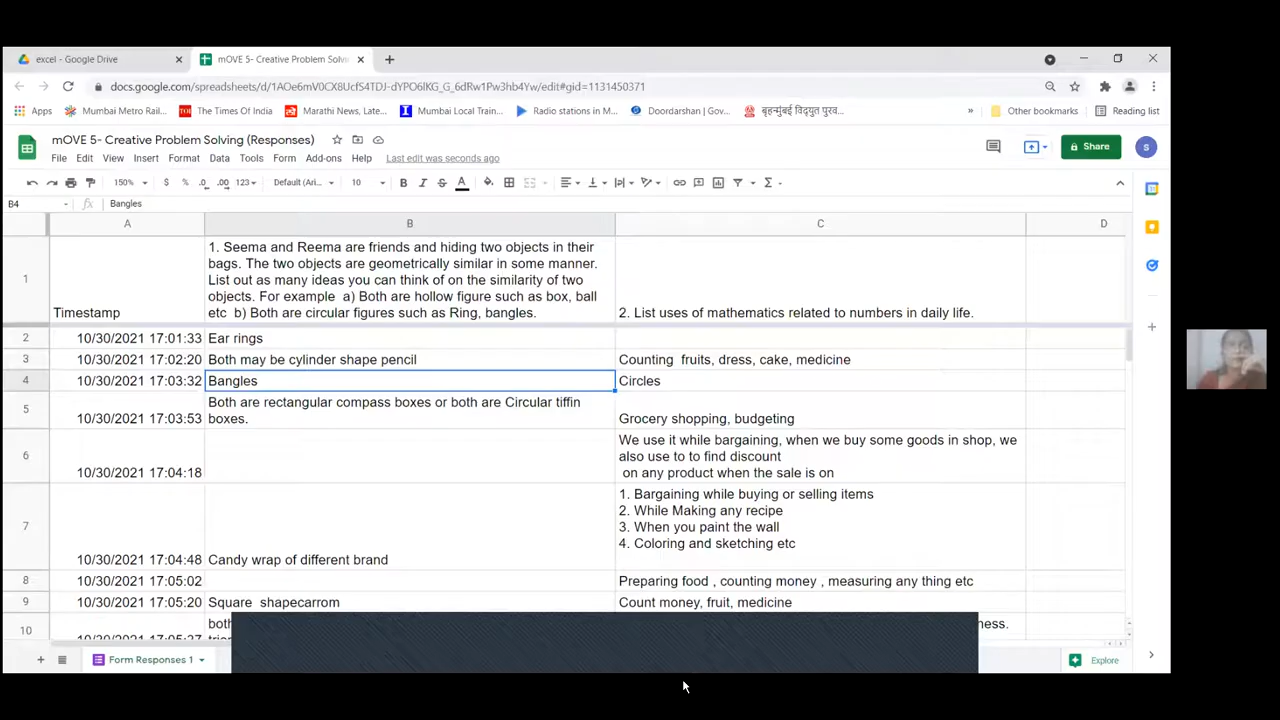 excel - Google Drive
mOVE 5- Creative Problem Solvi
docs.google.com/spreadsheets/d/1AOe6mV0CX8UcfS4TDJ-dYPO6lKG_G_6dRw1Pw3hb4Yw/edit#gid=1131450371
Apps
Mumbai Metro Rail...
The Times Of India
Marathi News, Late...
Mumbai Local Train...
Radio stations in M...
Doordarshan | Gov...
बृहन्मुंबई विद्युत पुरव...
»
Other bookmarks
Reading list
mOVE 5- Creative Problem Solving (Responses)
File Edit View Insert Format Data Tools Form Add-ons Help Last edit was seconds ago
Share
s
150% $ % .0 .00 123 Default (Ari... 10 B I S A
B4 fx Bangles
A B C D
1
Timestamp
1. Seema and Reema are friends and hiding two objects in their
bags. The two objects are geometrically similar in some manner.
List out as many ideas you can think of on the similarity of two
objects. For example a) Both are hollow figure such as box, ball
etc b) Both are circular figures such as Ring, bangles.
2. List uses of mathematics related to numbers in daily life.
2 10/30/2021 17:01:33 Ear rings
3 10/30/2021 17:02:20 Both may be cylinder shape pencil Counting fruits, dress, cake, medicine
4 10/30/2021 17:03:32 Bangles Circles
5 10/30/2021 17:03:53
Both are rectangular compass boxes or both are Circular tiffin
boxes.
Grocery shopping, budgeting
6 10/30/2021 17:04:18
We use it while bargaining, when we buy some goods in shop, we
also use to to find discount
on any product when the sale is on
7 10/30/2021 17:04:48 Candy wrap of different brand
1. Bargaining while buying or selling items
2. While Making any recipe
3. When you paint the wall
4. Coloring and sketching etc
8 10/30/2021 17:05:02 Preparing food , counting money , measuring any thing etc
9 10/30/2021 17:05:20 Square shapecarrom Count money, fruit, medicine
10 both
ness.
Form Responses 1
Explore